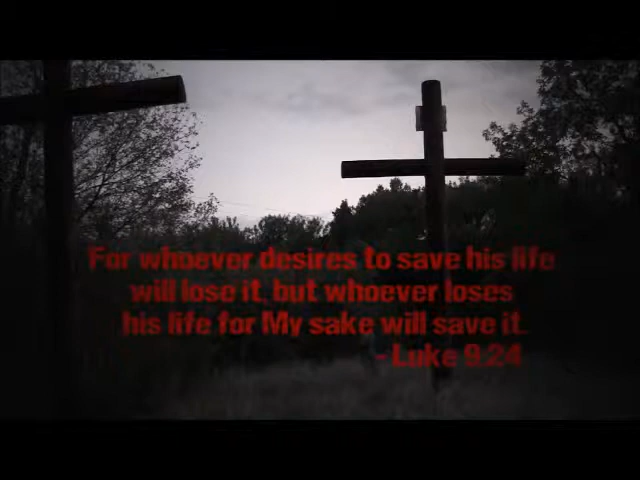 For whoever desires to save his life
will lose it, but whoever loses
his life for My sake will save it.
- Luke 9:24